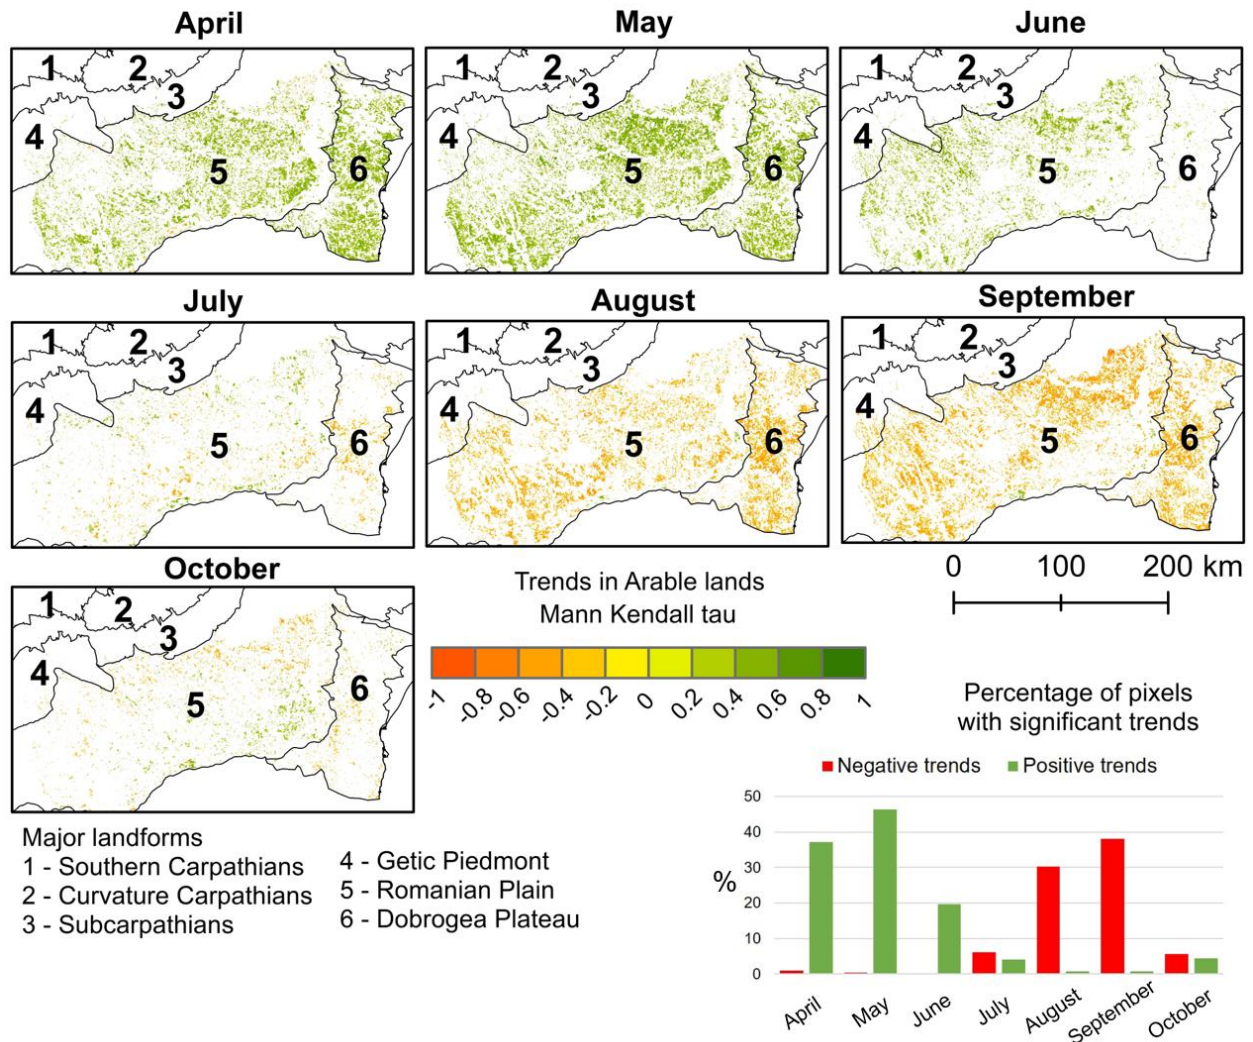 April
May
June
1
2
3
4
5
6
1
2
3
4
5
6
1
2
3
4
5
6
July
August
September
1
2
3
4
5
6
1
2
3
4
5
6
1
2
3
4
5
6
October
1
2
3
4
5
6
Trends in Arable lands
Mann Kendall tau
-1 -0.8 -0.6 -0.4 -0.2 0 0.2 0.4 0.6 0.8 1
0 100 200 km
Major landforms
1 - Southern Carpathians
2 - Curvature Carpathians
3 - Subcarpathians
4 - Getic Piedmont
5 - Romanian Plain
6 - Dobrogea Plateau
Percentage of pixels
with significant trends
Negative trends Positive trends
50
40
30
20
10
0
%
April May June July August September October